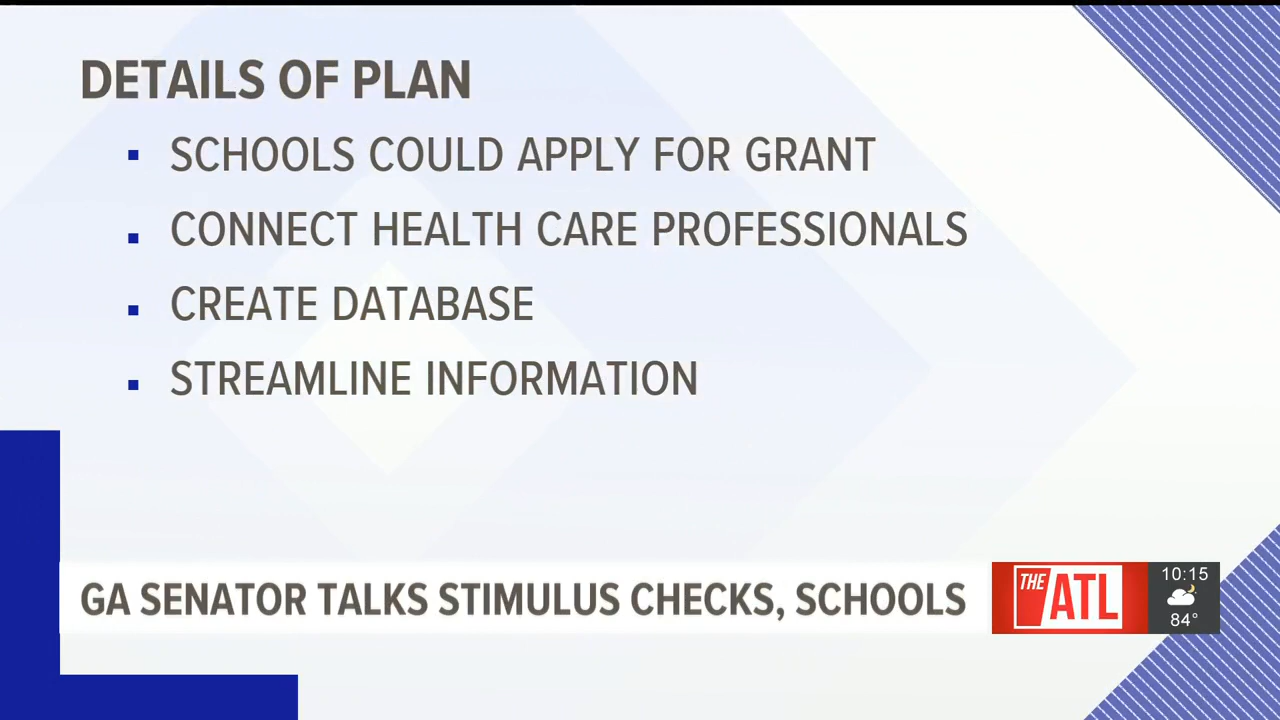 DETAILS OF PLAN
SCHOOLS COULD APPLY FOR GRANT
CONNECT HEALTH CARE PROFESSIONALS
CREATE DATABASE
STREAMLINE INFORMATION
GA SENATOR TALKS STIMULUS CHECKS, SCHOOLS
THE ATL
10:15
84°